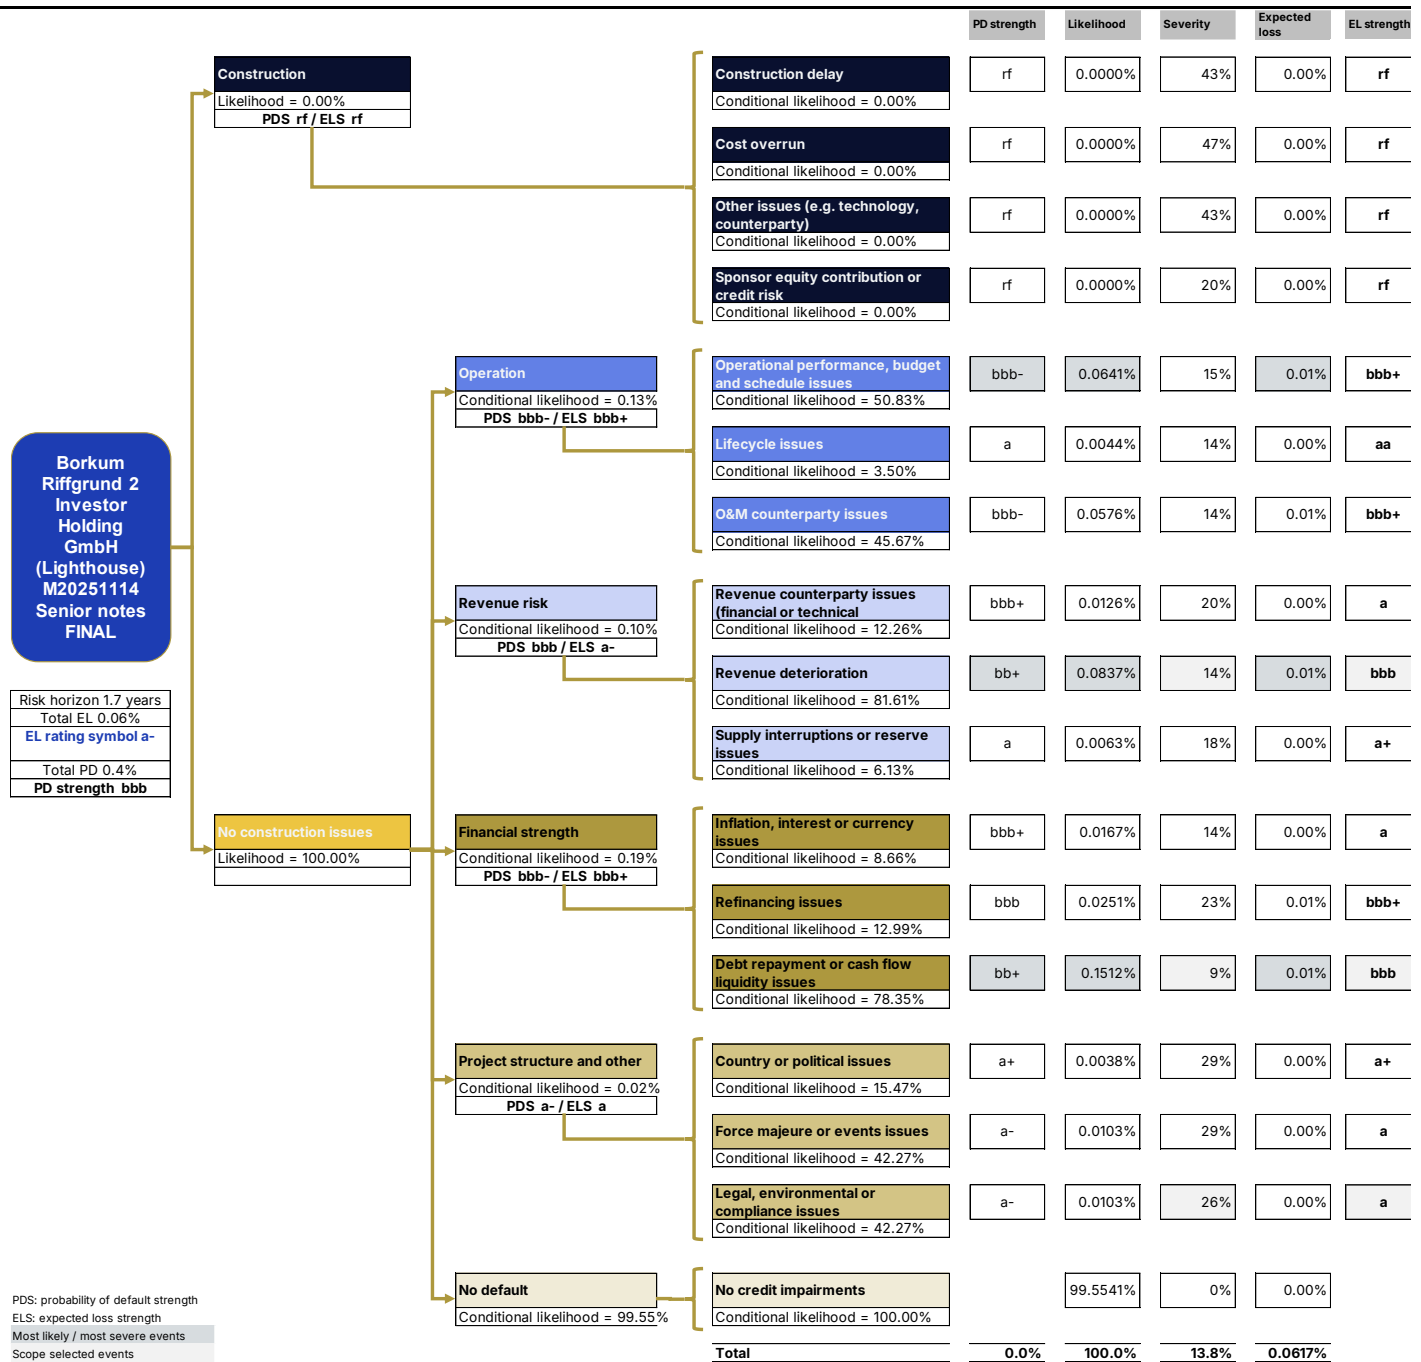 PD strength
Likelihood
Severity
Expected
loss
EL strength
Construction
Likelihood = 0.00%
PDS rf / ELS rf
Construction delay
Conditional likelihood = 0.00%
rf
0.0000%
43%
0.00%
rf
Cost overrun
Conditional likelihood = 0.00%
rf
0.0000%
47%
0.00%
rf
Other issues (e.g. technology,
counterparty)
Conditional likelihood = 0.00%
rf
0.0000%
43%
0.00%
rf
Sponsor equity contribution or
credit risk
Conditional likelihood = 0.00%
rf
0.0000%
20%
0.00%
rf
Operation
Conditional likelihood = 0.13%
PDS bbb- / ELS bbb+
Operational performance, budget
and schedule issues
Conditional likelihood = 50.83%
bbb-
0.0641%
15%
0.01%
bbb+
Lifecycle issues
Conditional likelihood = 3.50%
a
0.0044%
14%
0.00%
aa
O&M counterparty issues
Conditional likelihood = 45.67%
bbb-
0.0576%
14%
0.01%
bbb+
Borkum
Riffgrund 2
Investor
Holding
GmbH
(Lighthouse)
M20251114
Senior notes
FINAL
Risk horizon 1.7 years
Total EL 0.06%
EL rating symbol a-
Total PD 0.4%
PD strength bbb
Revenue risk
Conditional likelihood = 0.10%
PDS bbb / ELS a-
Revenue counterparty issues
(financial or technical
Conditional likelihood = 12.26%
bbb+
0.0126%
20%
0.00%
a
Revenue deterioration
Conditional likelihood = 81.61%
bb+
0.0837%
14%
0.01%
bbb
Supply interruptions or reserve
issues
Conditional likelihood = 6.13%
a
0.0063%
18%
0.00%
a+
No construction issues
Likelihood = 100.00%
Financial strength
Conditional likelihood = 0.19%
PDS bbb- / ELS bbb+
Inflation, interest or currency
issues
Conditional likelihood = 8.66%
bbb+
0.0167%
14%
0.00%
a
Refinancing issues
Conditional likelihood = 12.99%
bbb
0.0251%
23%
0.01%
bbb+
Debt repayment or cash flow
liquidity issues
Conditional likelihood = 78.35%
bb+
0.1512%
9%
0.01%
bbb
Project structure and other
Conditional likelihood = 0.02%
PDS a- / ELS a
Country or political issues
Conditional likelihood = 15.47%
a+
0.0038%
29%
0.00%
a+
Force majeure or events issues
Conditional likelihood = 42.27%
a-
0.0103%
29%
0.00%
a
Legal, environmental or
compliance issues
Conditional likelihood = 42.27%
a-
0.0103%
26%
0.00%
a
No default
Conditional likelihood = 99.55%
No credit impairments
Conditional likelihood = 100.00%
99.5541%
0%
0.00%
Total
0.0%
100.0%
13.8%
0.0617%
PDS: probability of default strength
ELS: expected loss strength
Most likely / most severe events
Scope selected events